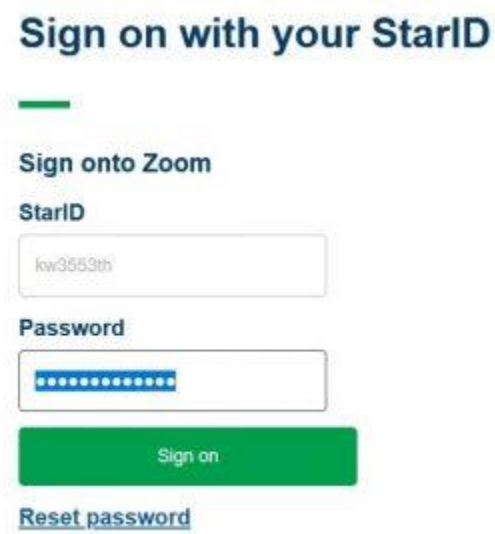 Sign on with your StarID
Sign onto Zoom
StarID
kw3553th
Password
•••••••••••••
Sign on
Reset password